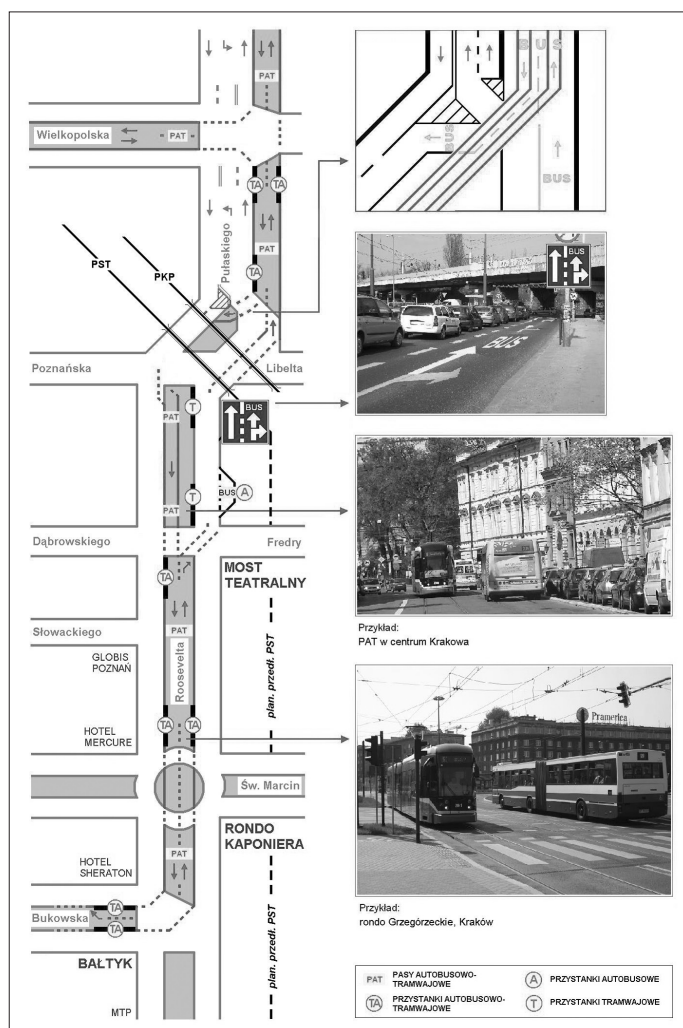 PAT
Wielkopolska
PAT
TA
TA
PAT
Pułaskiego
TA
PST
PKP
Poznańska
Libelta
BUS
PAT
T
T
PAT
BUS
A
Dąbrowskiego
Fredry
TA
MOST
TEATRALNY
PAT
Słowackiego
Roosevelta
GLOBIS
POZNAŃ
plan. przedł. PST
HOTEL
MERCURE
TA
TA
Św. Marcin
RONDO
KAPONIERA
PAT
HOTEL
SHERATON
TA
Bukowska
TA
plan. przedł. PST
BAŁTYK
MTP
BUS
BUS
BUS
BUS
BUS
Przykład:
PAT w centrum Krakowa
Pramerica
Przykład:
rondo Grzegórzeckie, Kraków
PAT
PASY AUTOBUSOWO-
TRAMWAJOWE
A
PRZYSTANKI AUTOBUSOWE
TA
PRZYSTANKI AUTOBUSOWO-
TRAMWAJOWE
T
PRZYSTANKI TRAMWAJOWE